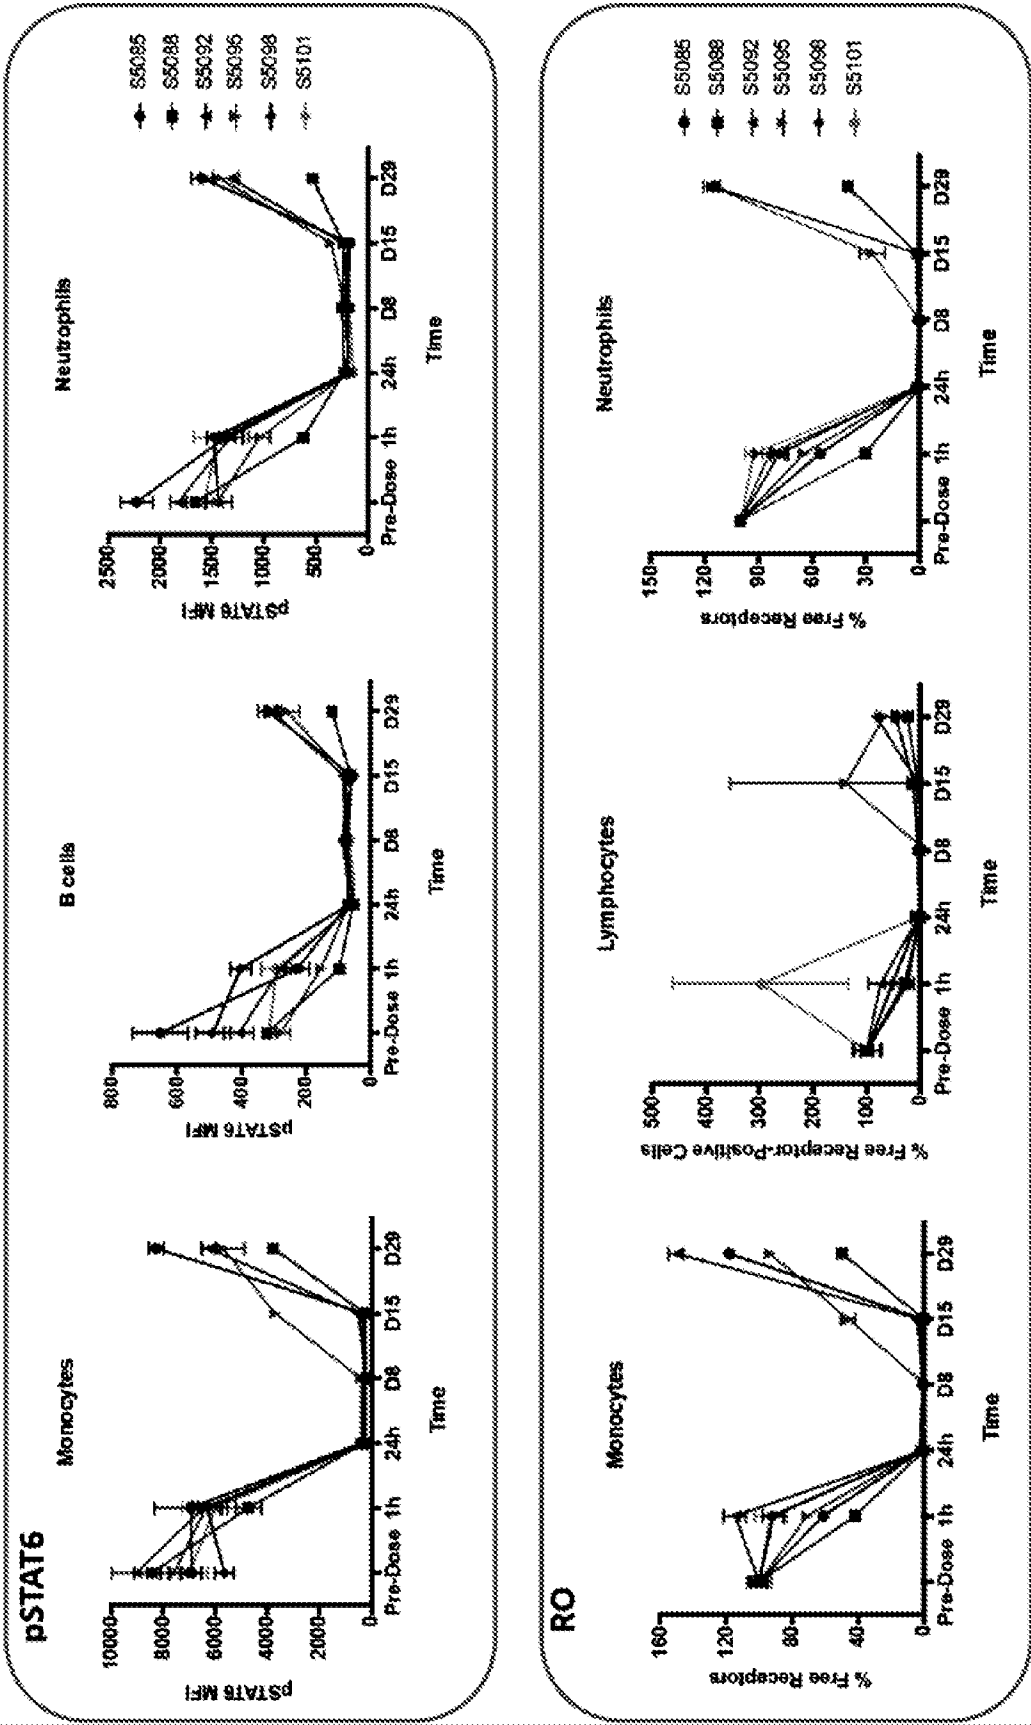 pSTAT6
Monocytes
pSTAT6 MFI
10000
8000
6000
4000
2000
0
Pre-Dose 1h 24h D8 D15 D29
Time
B cells
pSTAT6 MFI
800
600
400
200
0
Pre-Dose 1h 24h D8 D15 D29
Time
Neutrophils
pSTAT6 MFI
2500
2000
1500
1000
500
0
Pre-Dose 1h 24h D8 D15 D29
Time
S5085
S5088
S5092
S5095
S5098
S5101
RO
Monocytes
% Free Receptors
160
120
80
40
0
Pre-Dose 1h 24h D8 D15 D29
Time
Lymphocytes
% Free Receptor-Positive Cells
500
400
300
200
100
0
Pre-Dose 1h 24h D8 D15 D29
Time
Neutrophils
% Free Receptors
150
120
90
60
30
0
Pre-Dose 1h 24h D8 D15 D29
Time
S5085
S5088
S5092
S5095
S5098
S5101